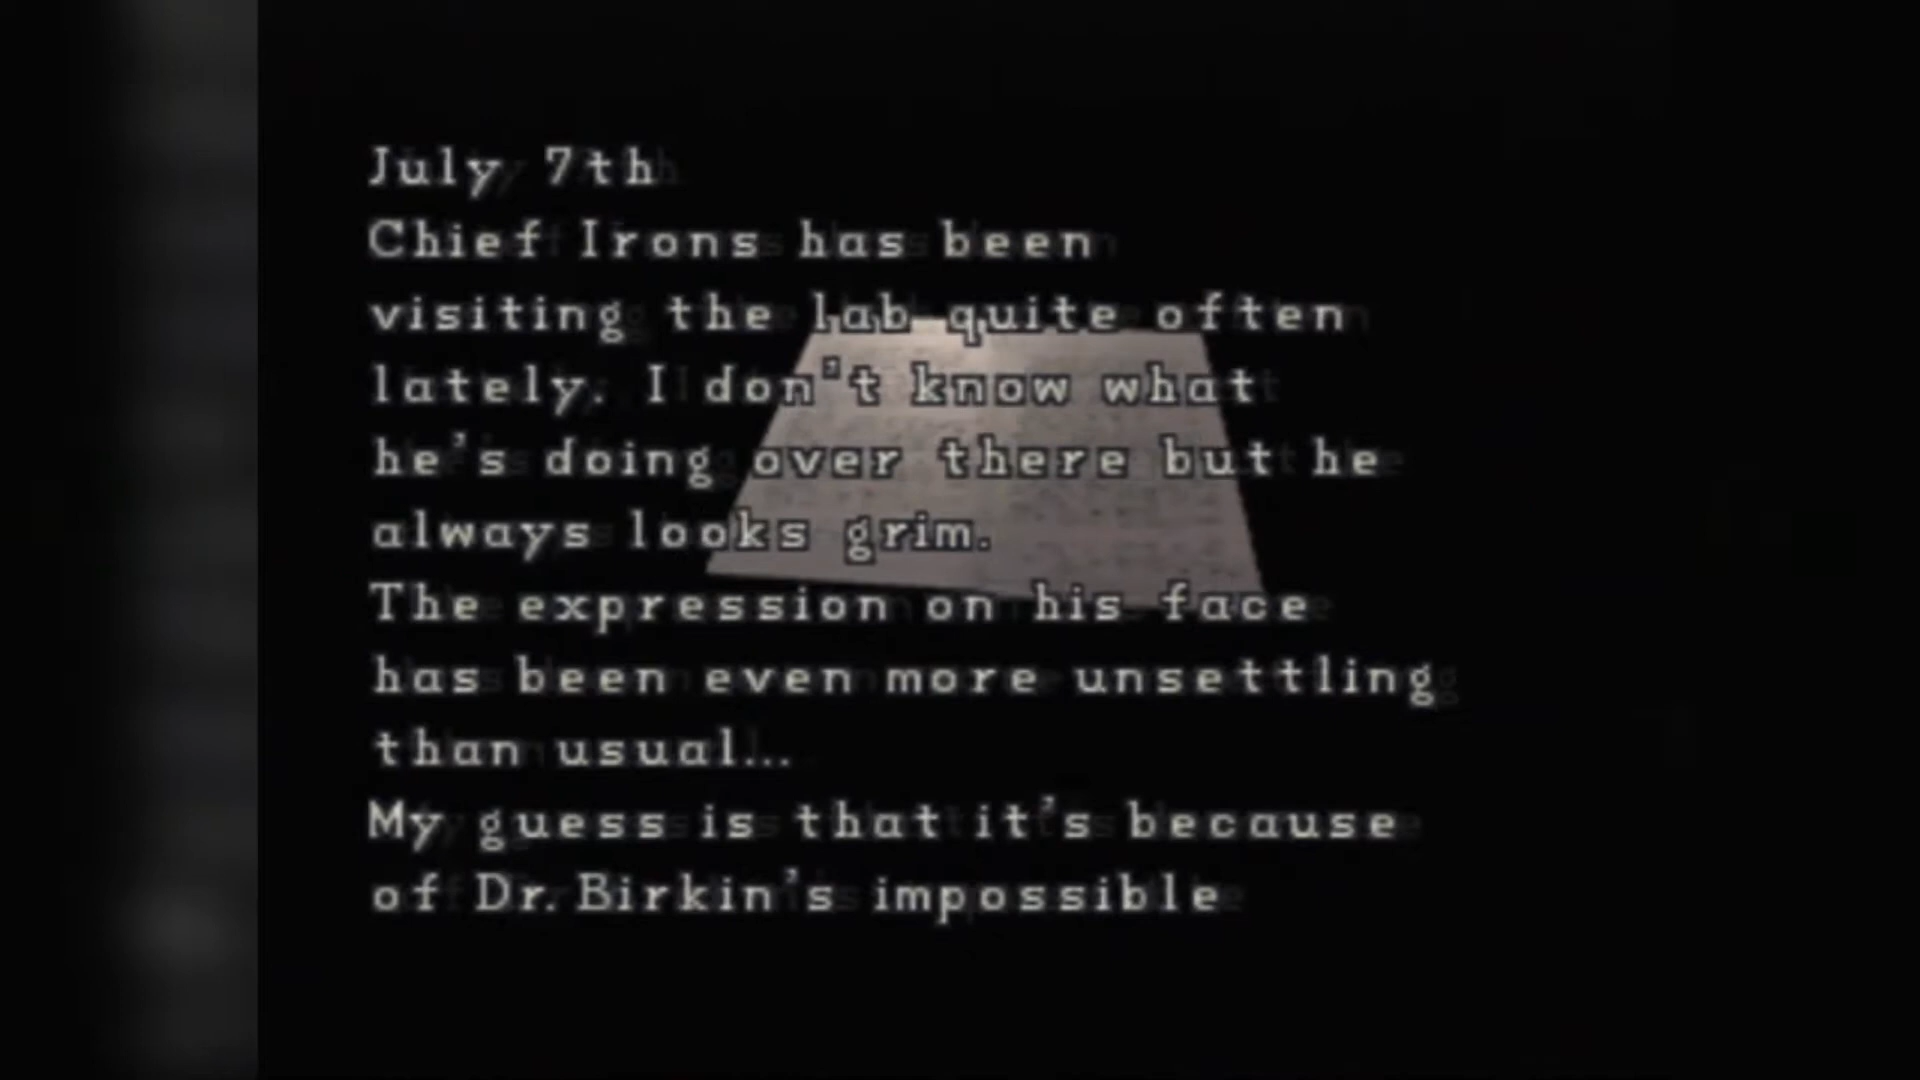 July 7th
Chief Irons has been
visiting the lab quite often
lately. I don't know what
he's doing over there but he
always looks grim.
The expression on his face
has been even more unsettling
than usual...
My guess is that it's because
of Dr. Birkin's impossible